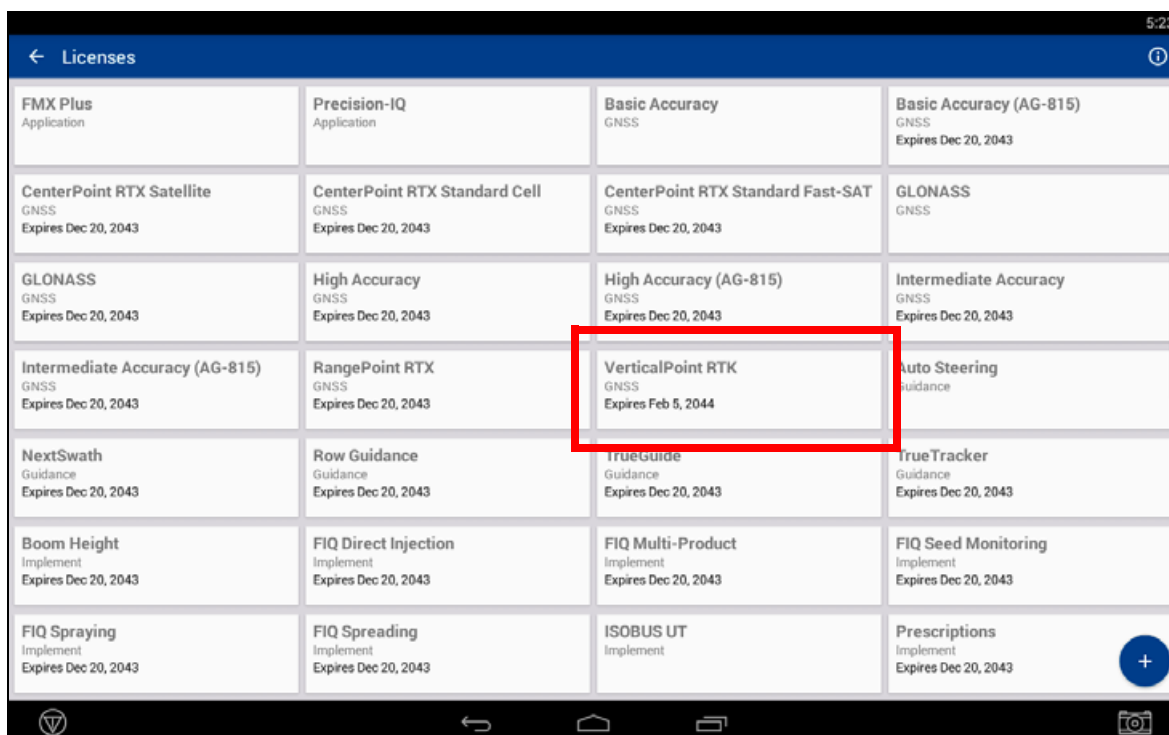 5:23
Licenses
FMX Plus
Application
Precision-IQ
Application
Basic Accuracy
GNSS
Basic Accuracy (AG-815)
GNSS
Expires Dec 20, 2043
CenterPoint RTX Satellite
GNSS
Expires Dec 20, 2043
CenterPoint RTX Standard Cell
GNSS
Expires Dec 20, 2043
CenterPoint RTX Standard Fast-SAT
GNSS
Expires Dec 20, 2043
GLONASS
GNSS
GLONASS
GNSS
Expires Dec 20, 2043
High Accuracy
GNSS
Expires Dec 20, 2043
High Accuracy (AG-815)
GNSS
Expires Dec 20, 2043
Intermediate Accuracy
GNSS
Expires Dec 20, 2043
Intermediate Accuracy (AG-815)
GNSS
Expires Dec 20, 2043
RangePoint RTX
GNSS
Expires Dec 20, 2043
VerticalPoint RTK
GNSS
Expires Feb 5, 2044
Auto Steering
Guidance
NextSwath
Guidance
Expires Dec 20, 2043
Row Guidance
Guidance
Expires Dec 20, 2043
TrueGuide
Guidance
Expires Dec 20, 2043
TrueTracker
Guidance
Expires Dec 20, 2043
Boom Height
Implement
Expires Dec 20, 2043
FIQ Direct Injection
Implement
Expires Dec 20, 2043
FIQ Multi-Product
Implement
Expires Dec 20, 2043
FIQ Seed Monitoring
Implement
Expires Dec 20, 2043
FIQ Spraying
Implement
Expires Dec 20, 2043
FIQ Spreading
Implement
Expires Dec 20, 2043
ISOBUS UT
Implement
Prescriptions
Implement
Expires Dec 20, 2043